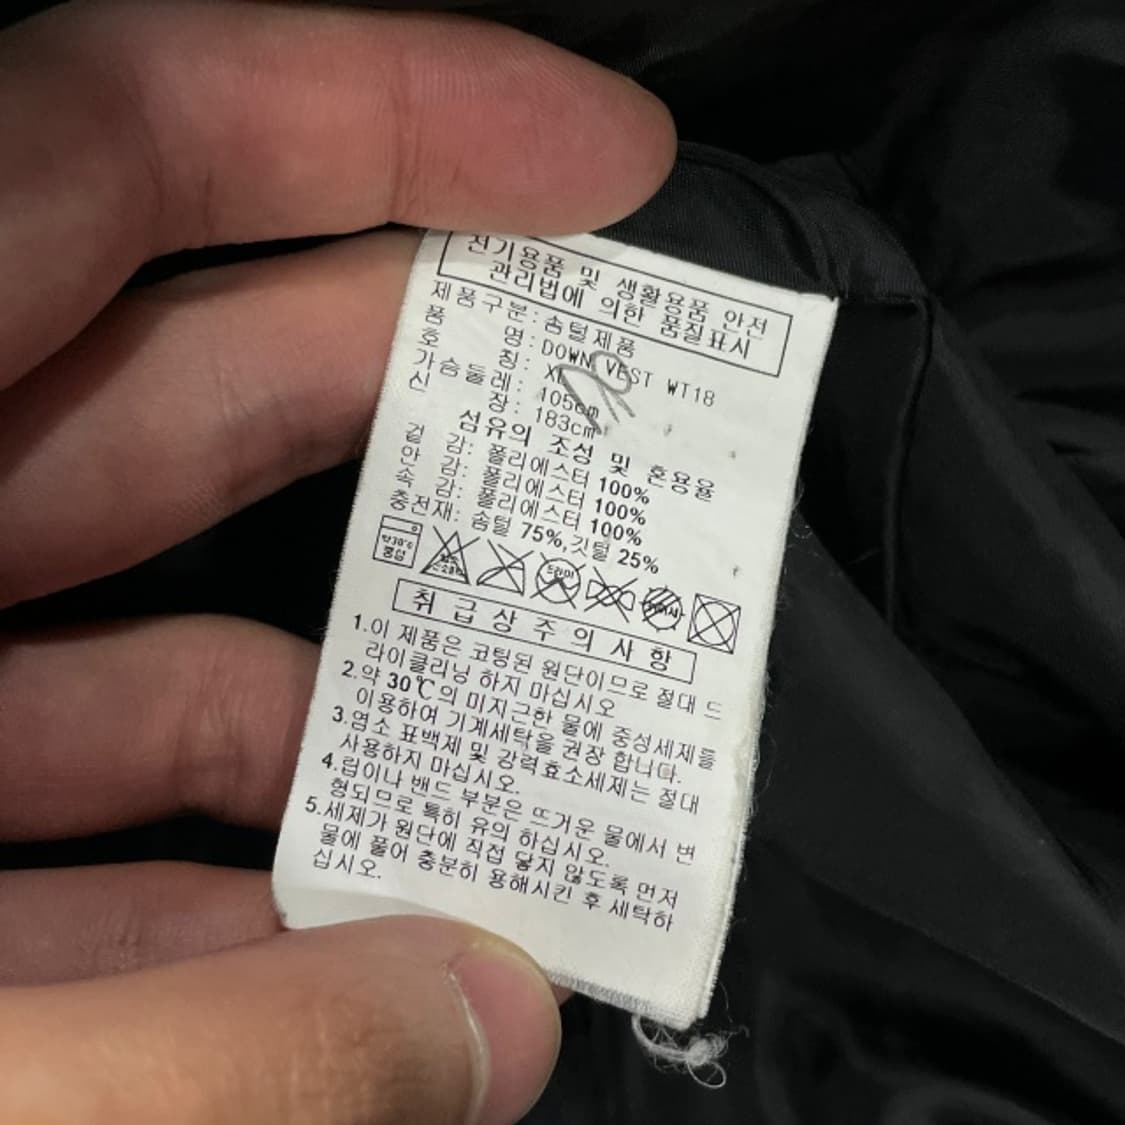 전기용품 및 생활용품 안전
관리법에 의한 품질표시
제품구분: 솜털제품
품 명: DOWN VEST WT18
호 칭: XL
가슴둘레: 105cm
신 장: 183cm
섬유의 조성 및 혼용율
겉 감: 폴리에스터 100%
안 감: 폴리에스터 100%
속 감: 폴리에스터 100%
충전재: 솜털 75%,깃털 25%
약30℃
중성
드라이
취급상주의사항
1.이 제품은 코팅된 원단이므로 절대 드
라이클리닝 하지 마십시오
2.약 30℃의 미지근한 물에 중성세제를
이용하여 기계세탁을 권장 합니다.
3.염소 표백제 및 강력효소세제는 절대
사용하지 마십시오.
4.립이나 밴드 부분은 뜨거운 물에서 변
형되므로 특히 유의 하십시오.
5.세제가 원단에 직접 닿지 않도록 먼저
물에 풀어 충분히 용해시킨 후 세탁하
십시오.